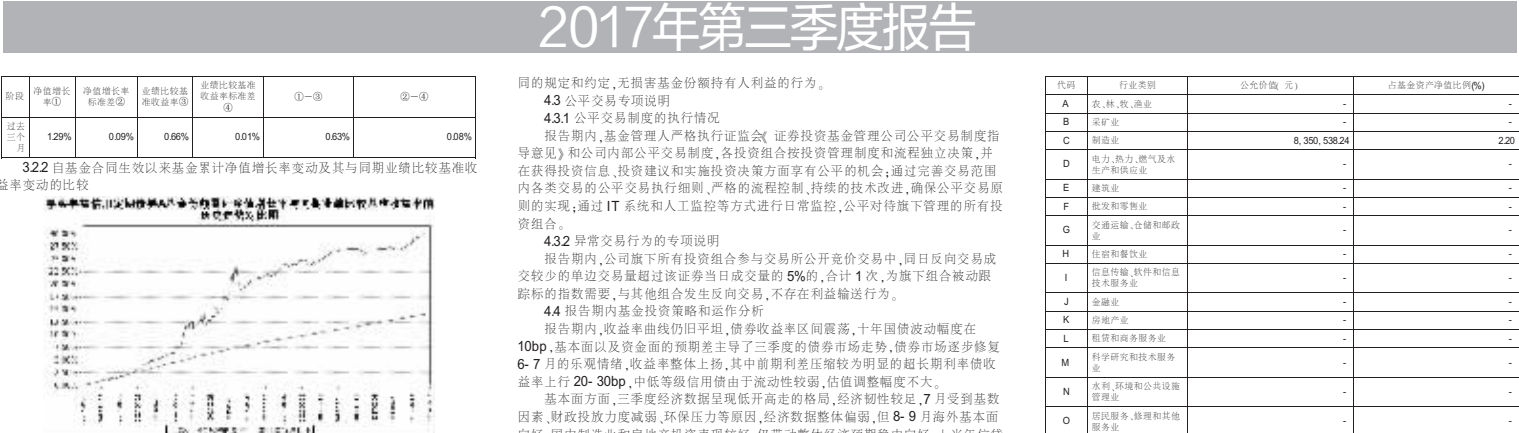 2017年第三季度报告
阶段 净值增长率① 净值增长率标准差② 业绩比较基准收益率③ 业绩比较基准收益率标准差④ ①-③ ②-④
过去三个月 1.29% 0.09% 0.66% 0.01% 0.63% 0.08%
3.2.2 自基金合同生效以来基金累计净值增长率变动及其与同期业绩比较基准收
益率变动的比较
同的规定和约定,无损害基金份额持有人利益的行为。
4.3 公平交易专项说明
4.3.1 公平交易制度的执行情况
报告期内,基金管理人严格执行证监会《证券投资基金管理公司公平交易制度指
导意见》和公司内部公平交易制度,各投资组合按投资管理制度和流程独立决策,并
在获得投资信息、投资建议和实施投资决策方面享有公平的机会;通过完善交易范围
内各类交易的公平交易执行细则、严格的流程控制、持续的技术改进,确保公平交易原
则的实现;通过 IT 系统和人工监控等方式进行日常监控,公平对待旗下管理的所有投
资组合。
4.3.2 异常交易行为的专项说明
报告期内,公司旗下所有投资组合参与交易所公开竞价交易中,同日反向交易成
交较少的单边交易量超过该证券当日成交量的 5%的,合计 1 次,为旗下组合被动跟
踪标的指数需要,与其他组合发生反向交易,不存在利益输送行为。
4.4 报告期内基金投资策略和运作分析
报告期内,收益率曲线仍旧平坦,债券收益率区间震荡,十年国债波动幅度在
10bp,基本面以及资金面的预期差主导了三季度的债券市场走势,债券市场逐步修复
6- 7 月的乐观情绪,收益率整体上扬,其中前期利差压缩较为明显的超长期利率债收
益率上行 20- 30bp,中低等级信用债由于流动性较弱,估值调整幅度不大。
基本面方面,三季度经济数据呈现低开高走的格局,经济韧性较足,7 月受到基数
因素、财政投放力度减弱、环保压力等原因,经济数据整体偏弱,但 8- 9 月海外基本面
代码 行业类别 公允价值(元) 占基金资产净值比例(%)
A 农、林、牧、渔业 - -
B 采矿业 - -
C 制造业 8,350,538.24 2.20
D 电力、热力、燃气及水生产和供应业 - -
E 建筑业 - -
F 批发和零售业 - -
G 交通运输、仓储和邮政业 - -
H 住宿和餐饮业 - -
I 信息传输、软件和信息技术服务业 - -
J 金融业 - -
K 房地产业 - -
L 租赁和商务服务业 - -
M 科学研究和技术服务业 - -
N 水利、环境和公共设施管理业 - -
O 居民服务、修理和其他服务业 - -